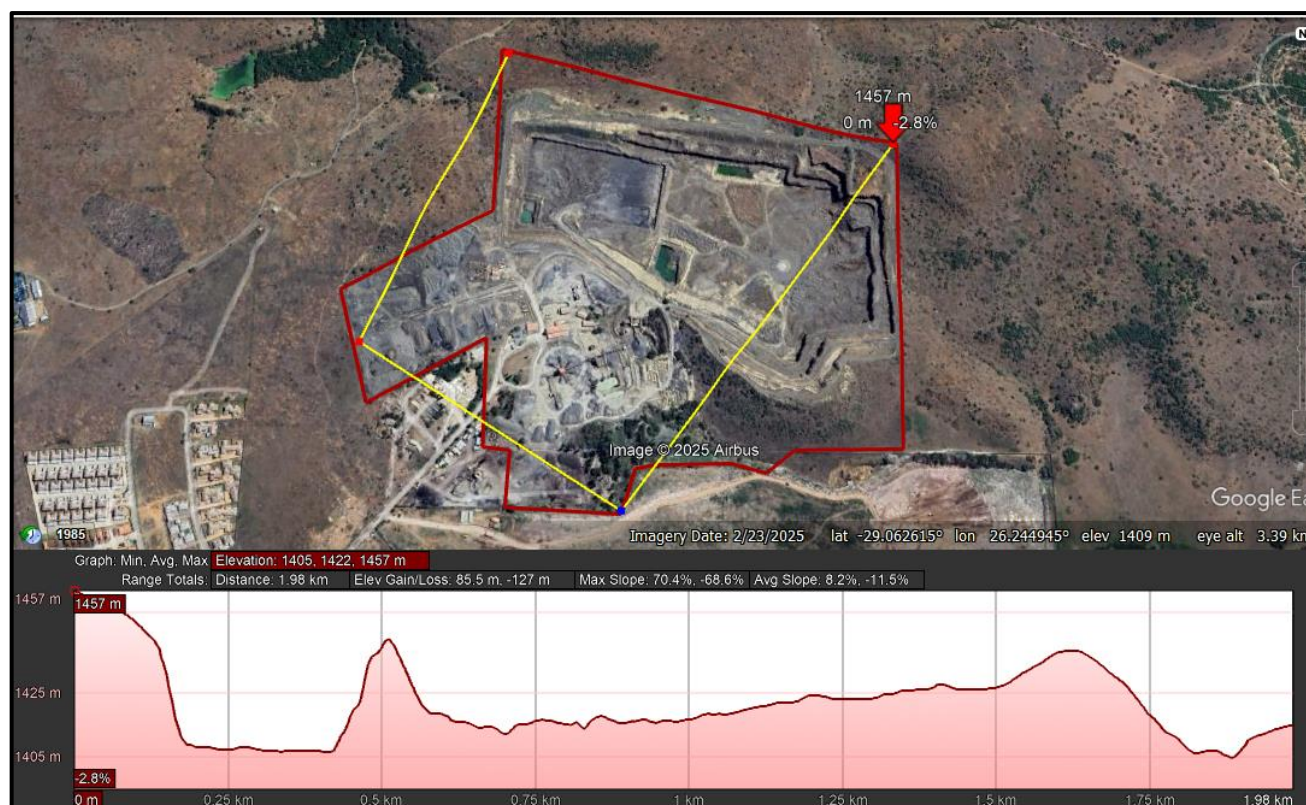 N
1457 m
0 m -2.8%
Image © 2025 Airbus
Google Ea
1985
Imagery Date: 2/23/2025 lat -29.062615° lon 26.244945° elev 1409 m eye alt 3.39 km
Graph: Min, Avg, Max Elevation: 1405, 1422, 1457 m
Range Totals: Distance: 1.98 km Elev Gain/Loss: 85.5 m, -127 m Max Slope: 70.4%, -68.6% Avg Slope: 8.2%, -11.5%
1457 m
1457 m
1425 m
1405 m
-2.8%
0 m 0.25 km 0.5 km 0.75 km 1 km 1.25 km 1.5 km 1.75 km 1.98 km